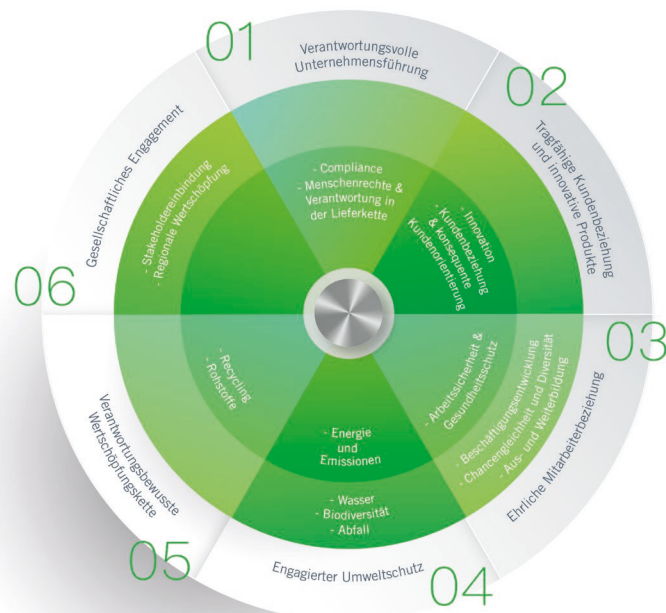 01
Verantwortungsvolle
Unternehmensführung
- Compliance
- Menschenrechte &
Verantwortung in
der Lieferkette
02
Tragfähige Kundenbeziehung
und innovative Produkte
- Innovation
- Kundenbeziehung
& konsequente
Kundenorientierung
03
Ehrliche Mitarbeiterbeziehung
- Arbeitssicherheit &
Gesundheitsschutz
- Beschäftigungsentwicklung
- Chancengleichheit und Diversität
- Aus- und Weiterbildung
04
Engagierter Umweltschutz
- Energie
und
Emissionen
- Wasser
- Biodiversität
- Abfall
05
Verantwortungsbewusste
Wertschöpfungskette
- Recycling
- Rohstoffe
06
Gesellschaftliches Engagement
- Stakeholdereinbindung
- Regionale Wertschöpfung